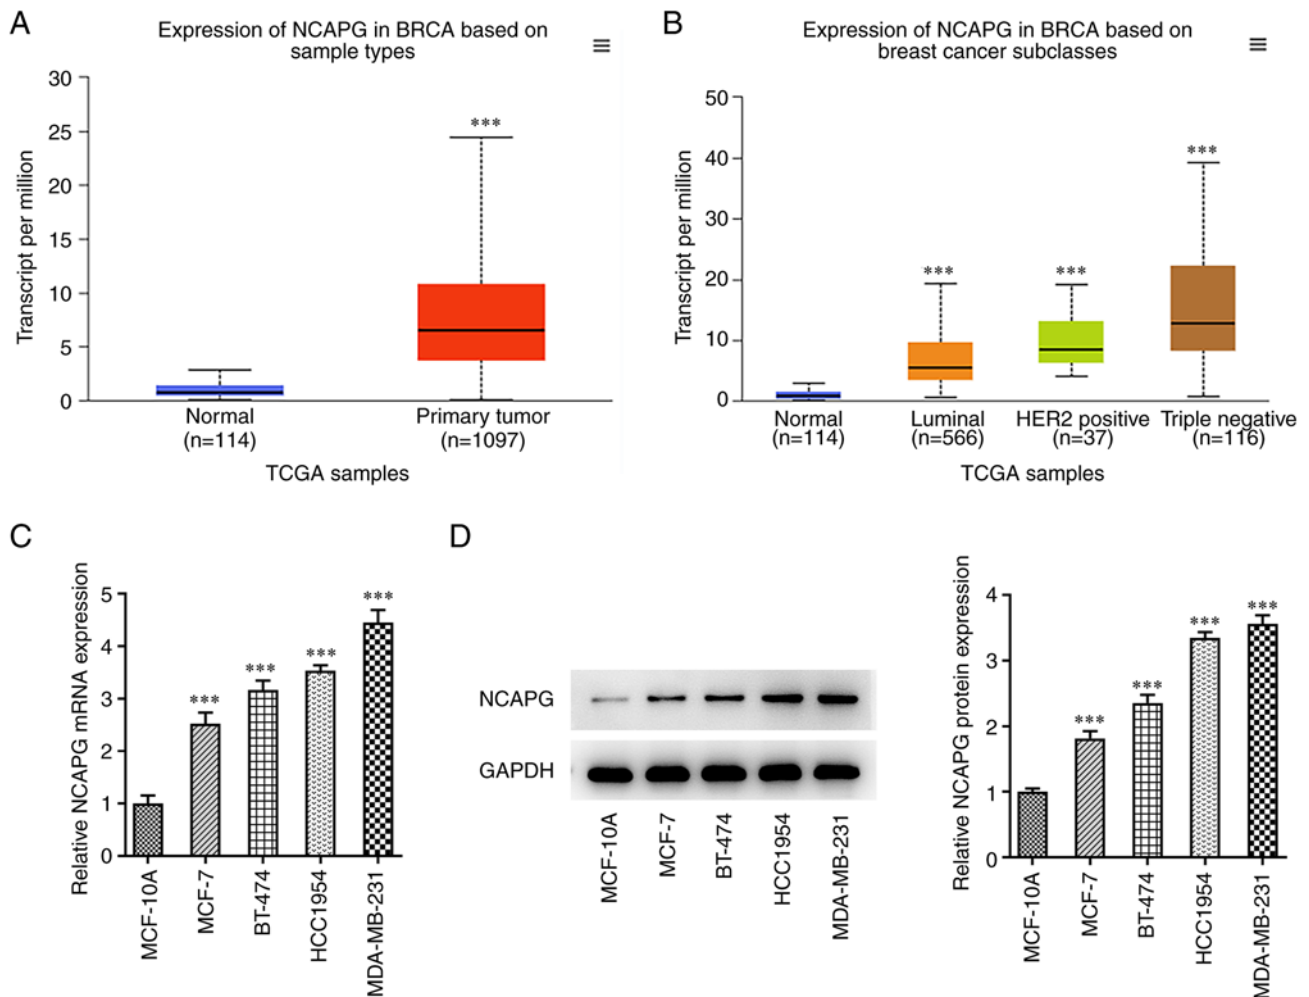 A
Expression of NCAPG in BRCA based on
sample types
Transcript per million
30
25
20
15
10
5
0
***
Normal
(n=114)
Primary tumor
(n=1097)
TCGA samples
B
Expression of NCAPG in BRCA based on
breast cancer subclasses
Transcript per million
50
40
30
20
10
0
***
***
***
Normal
(n=114)
Luminal
(n=566)
HER2 positive
(n=37)
Triple negative
(n=116)
TCGA samples
C
Relative NCAPG mRNA expression
5
4
3
2
1
0
***
***
***
***
MCF-10A
MCF-7
BT-474
HCC1954
MDA-MB-231
D
NCAPG
GAPDH
MCF-10A
MCF-7
BT-474
HCC1954
MDA-MB-231
Relative NCAPG protein expression
4
3
2
1
0
***
***
***
***
MCF-10A
MCF-7
BT-474
HCC1954
MDA-MB-231